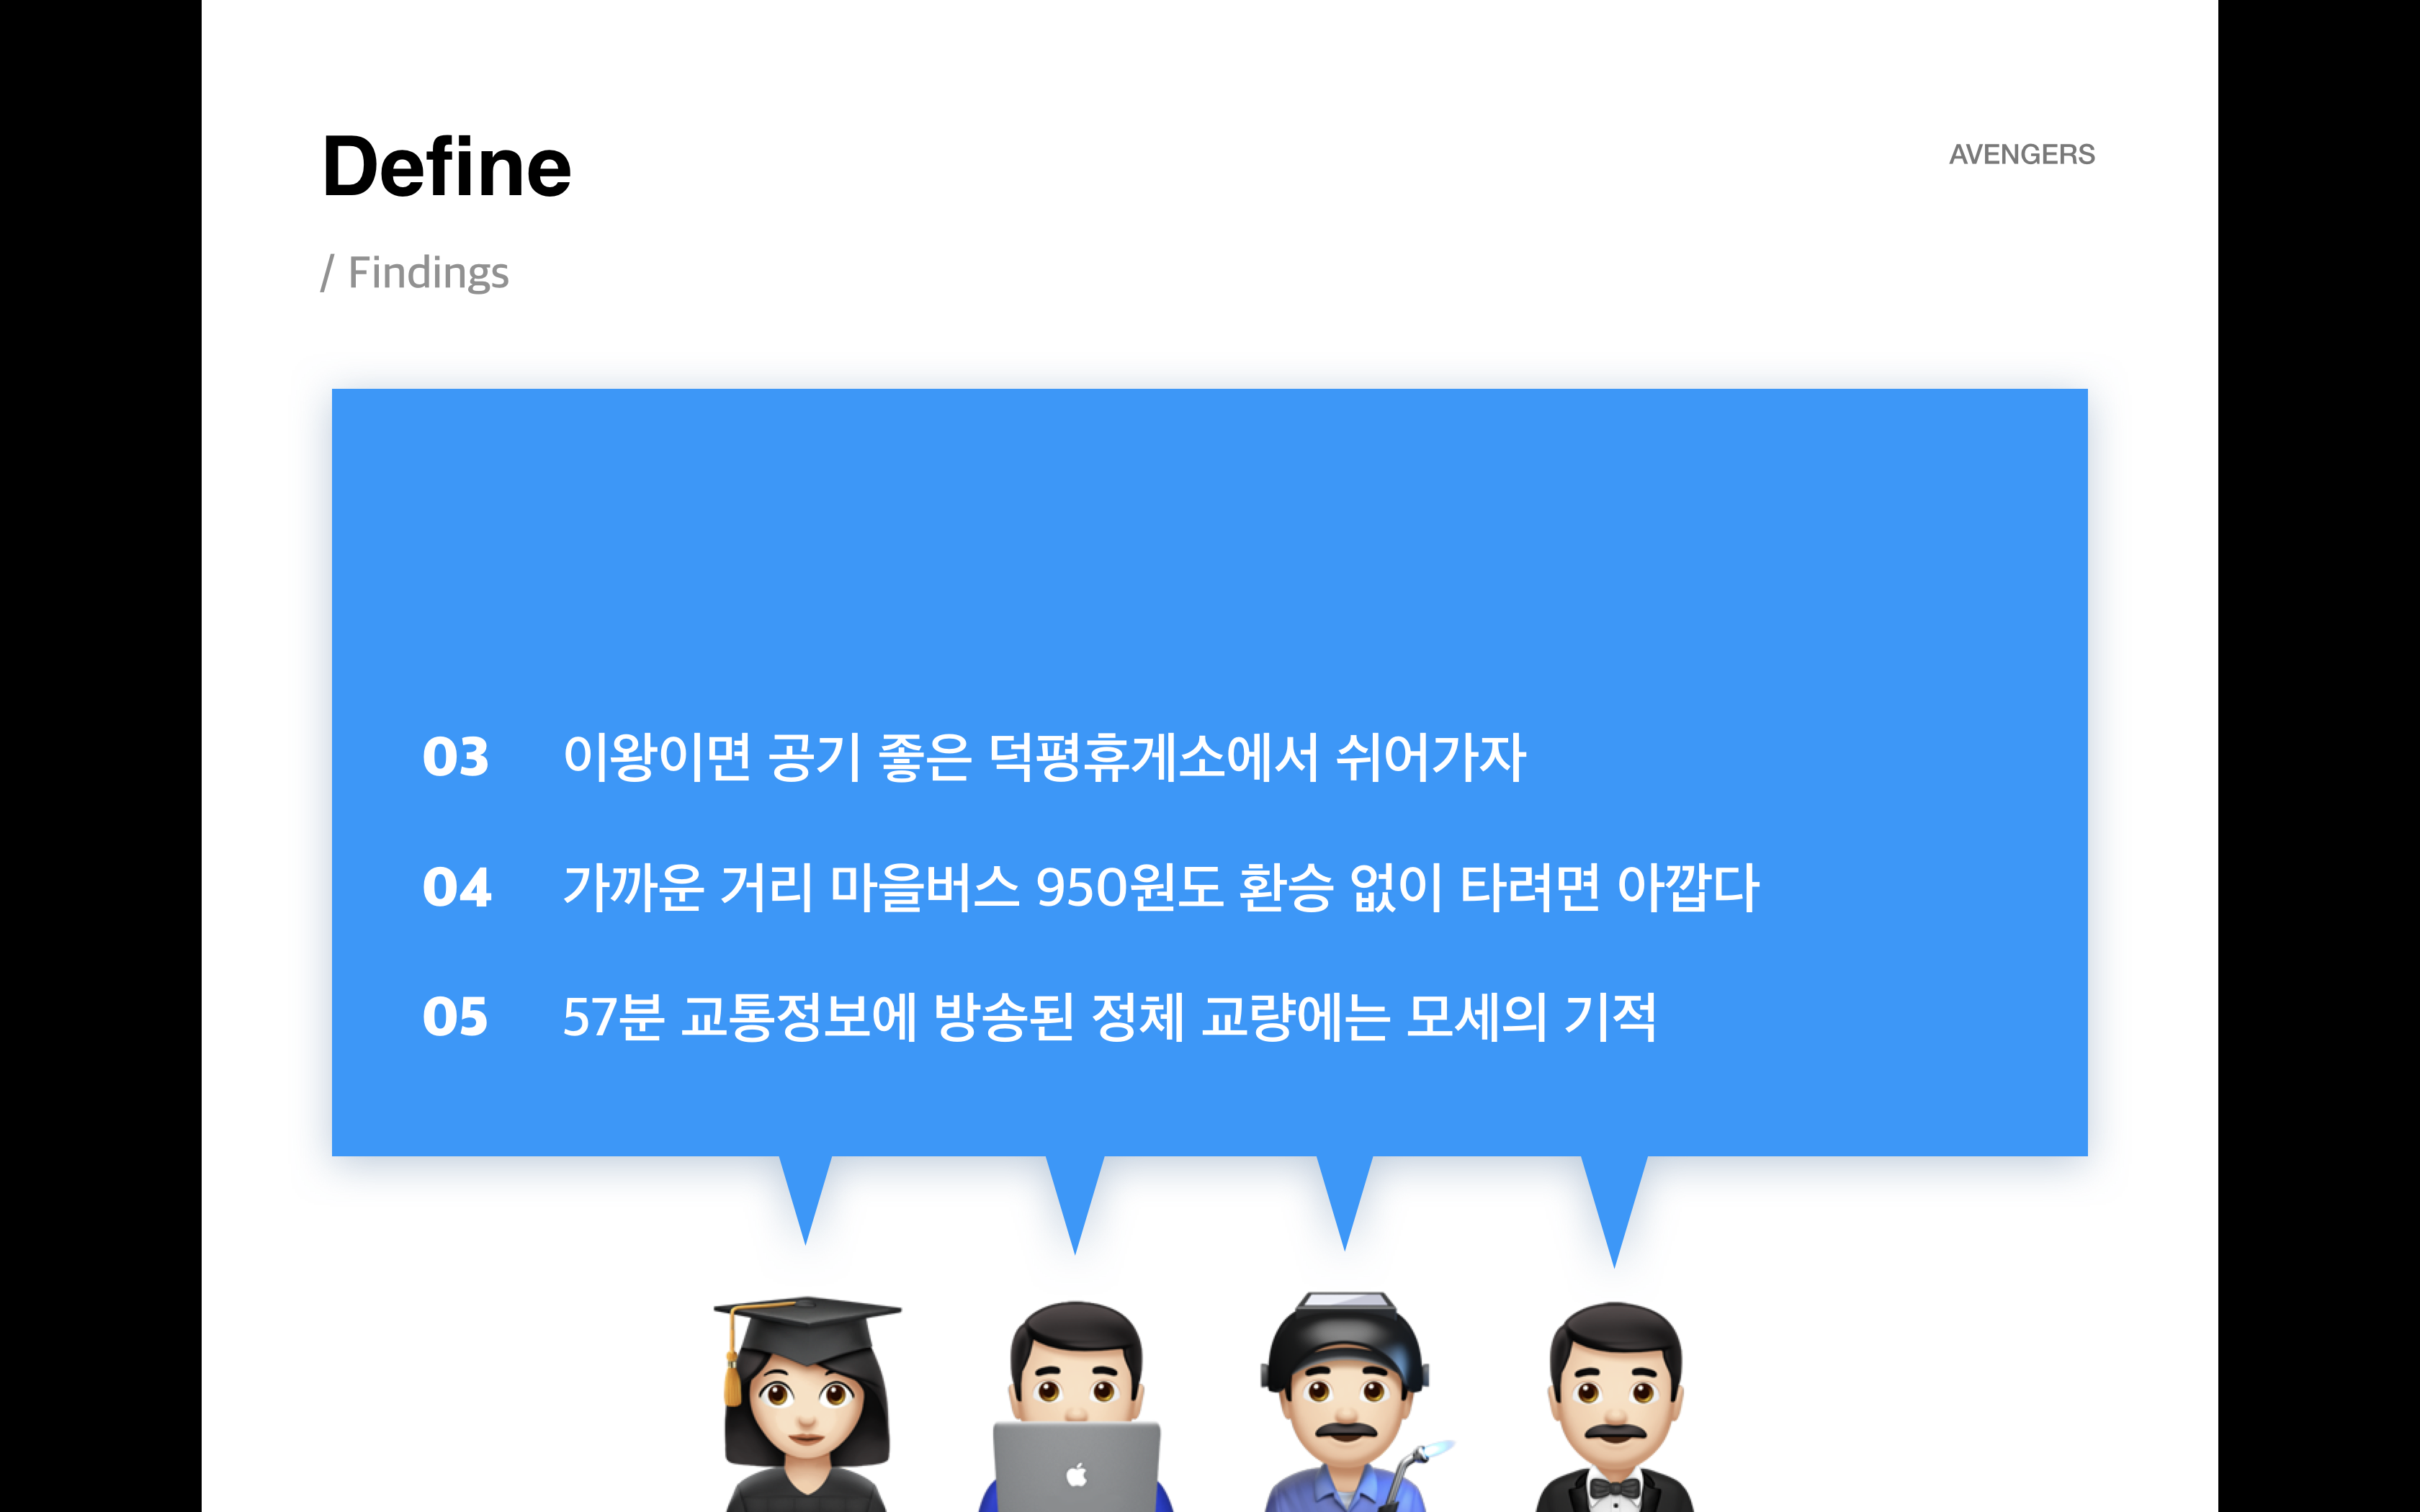 Define
AVENGERS
/ Findings
03 이왕이면 공기 좋은 덕평휴게소에서 쉬어가자
04 가까운 거리 마을버스 950원도 환승 없이 타려면 아깝다
05 57분 교통정보에 방송된 정체 교량에는 모세의 기적